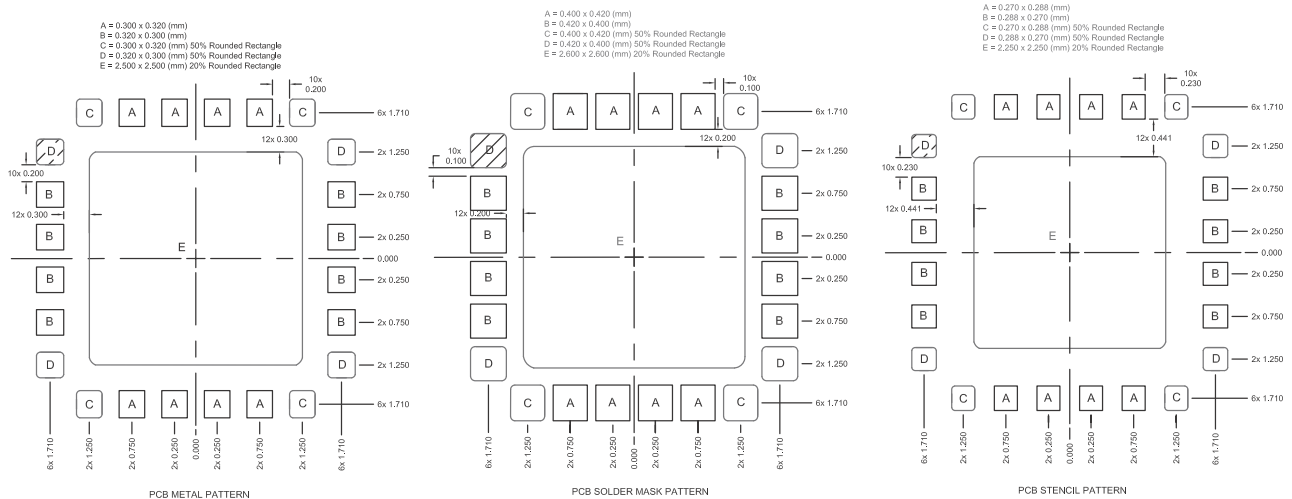 A = 0.300 x 0.320 (mm)
B = 0.320 x 0.300 (mm)
C = 0.300 x 0.320 (mm) 50% Rounded Rectangle
D = 0.320 x 0.300 (mm) 50% Rounded Rectangle
E = 2.500 x 2.500 (mm) 20% Rounded Rectangle
10x
0.200
C A A A A C
6x 1.710
12x 0.300
D D
2x 1.250
10x 0.200
B B
2x 0.750
12x 0.300
B B
2x 0.250
E
0.000
B B
2x 0.250
B B
2x 0.750
D D
2x 1.250
C A A A A C
6x 1.710
6x 1.710
2x 1.250
2x 0.750
2x 0.250
0.000
2x 0.250
2x 0.750
2x 1.250
6x 1.710
PCB METAL PATTERN
A = 0.400 x 0.420 (mm)
B = 0.420 x 0.400 (mm)
C = 0.400 x 0.420 (mm) 50% Rounded Rectangle
D = 0.420 x 0.400 (mm) 50% Rounded Rectangle
E = 2.600 x 2.600 (mm) 20% Rounded Rectangle
10x
0.100
C A A A A C
6x 1.710
12x 0.200
D D
2x 1.250
10x
0.100
B B
2x 0.750
12x 0.200
B B
2x 0.250
E
0.000
B B
2x 0.250
B B
2x 0.750
D D
2x 1.250
C A A A A C
6x 1.710
6x 1.710
2x 1.250
2x 0.750
2x 0.250
0.000
2x 0.250
2x 0.750
2x 1.250
6x 1.710
PCB SOLDER MASK PATTERN
A = 0.270 x 0.288 (mm)
B = 0.288 x 0.270 (mm)
C = 0.270 x 0.288 (mm) 50% Rounded Rectangle
D = 0.288 x 0.270 (mm) 50% Rounded Rectangle
E = 2,250 x 2,250 (mm) 20% Rounded Rectangle
10x
0.230
C A A A A C
6x 1.710
12x 0.441
D D
2x 1.250
10x
0.230
B B
2x 0.750
12x 0.441
B B
2x 0.250
E
0.000
B B
2x 0.250
B B
2x 0.750
D D
2x 1.250
C A A A A C
6x 1.710
6x 1.710
2x 1.250
2x 0.750
2x 0.250
0.000
2x 0.250
2x 0.750
2x 1.250
6x 1.710
PCB STENCIL PATTERN